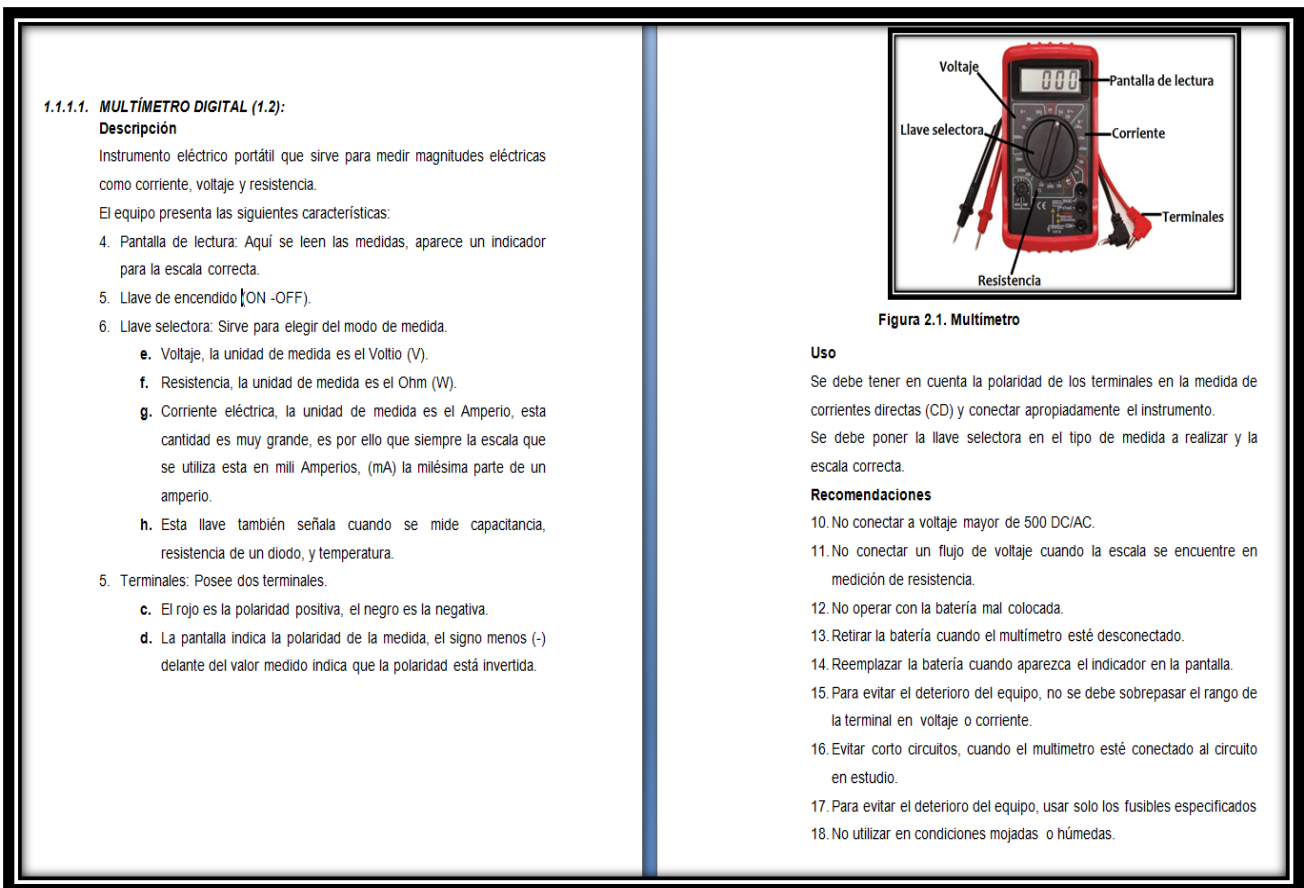 1.1.1.1. MULTÍMETRO DIGITAL (1.2):
Descripción
Instrumento eléctrico portátil que sirve para medir magnitudes eléctricas
como corriente, voltaje y resistencia.
El equipo presenta las siguientes características:
4. Pantalla de lectura: Aquí se leen las medidas, aparece un indicador
para la escala correcta.
5. Llave de encendido (ON -OFF).
6. Llave selectora: Sirve para elegir del modo de medida.
e. Voltaje, la unidad de medida es el Voltio (V).
f. Resistencia, la unidad de medida es el Ohm (W).
g. Corriente eléctrica, la unidad de medida es el Amperio, esta
cantidad es muy grande, es por ello que siempre la escala que
se utiliza esta en mili Amperios, (mA) la milésima parte de un
amperio.
h. Esta llave también señala cuando se mide capacitancia,
resistencia de un diodo, y temperatura.
5. Terminales: Posee dos terminales.
c. El rojo es la polaridad positiva, el negro es la negativa.
d. La pantalla indica la polaridad de la medida, el signo menos (-)
delante del valor medido indica que la polaridad está invertida.
Voltaje
000
Pantalla de lectura
Llave selectora
Corriente
Terminales
Resistencia
Figura 2.1. Multímetro
Uso
Se debe tener en cuenta la polaridad de los terminales en la medida de
corrientes directas (CD) y conectar apropiadamente el instrumento.
Se debe poner la llave selectora en el tipo de medida a realizar y la
escala correcta.
Recomendaciones
10. No conectar a voltaje mayor de 500 DC/AC.
11. No conectar un flujo de voltaje cuando la escala se encuentre en
medición de resistencia.
12. No operar con la batería mal colocada.
13. Retirar la batería cuando el multímetro esté desconectado.
14. Reemplazar la batería cuando aparezca el indicador en la pantalla.
15. Para evitar el deterioro del equipo, no se debe sobrepasar el rango de
la terminal en voltaje o corriente.
16. Evitar corto circuitos, cuando el multimetro esté conectado al circuito
en estudio.
17. Para evitar el deterioro del equipo, usar solo los fusibles especificados
18. No utilizar en condiciones mojadas o húmedas.